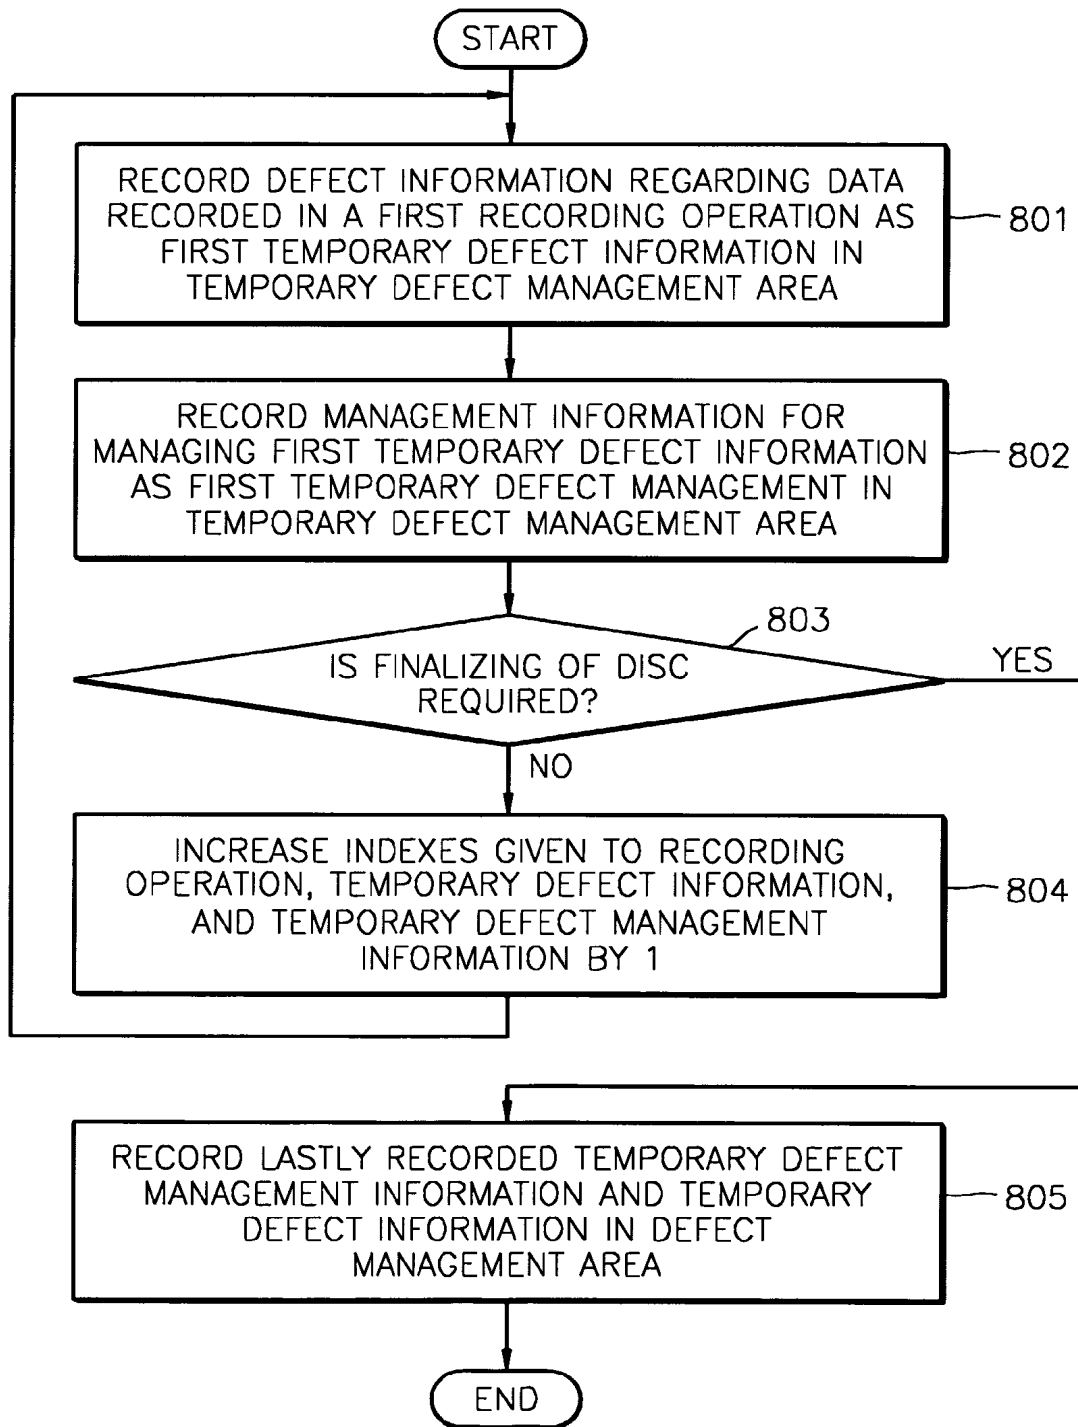 START
RECORD DEFECT INFORMATION REGARDING DATA
RECORDED IN A FIRST RECORDING OPERATION AS
FIRST TEMPORARY DEFECT INFORMATION IN
TEMPORARY DEFECT MANAGEMENT AREA
801
RECORD MANAGEMENT INFORMATION FOR
MANAGING FIRST TEMPORARY DEFECT INFORMATION
AS FIRST TEMPORARY DEFECT MANAGEMENT IN
TEMPORARY DEFECT MANAGEMENT AREA
802
803
IS FINALIZING OF DISC
REQUIRED?
YES
NO
INCREASE INDEXES GIVEN TO RECORDING
OPERATION, TEMPORARY DEFECT INFORMATION,
AND TEMPORARY DEFECT MANAGEMENT
INFORMATION BY 1
804
RECORD LASTLY RECORDED TEMPORARY DEFECT
MANAGEMENT INFORMATION AND TEMPORARY
DEFECT INFORMATION IN DEFECT
MANAGEMENT AREA
805
END